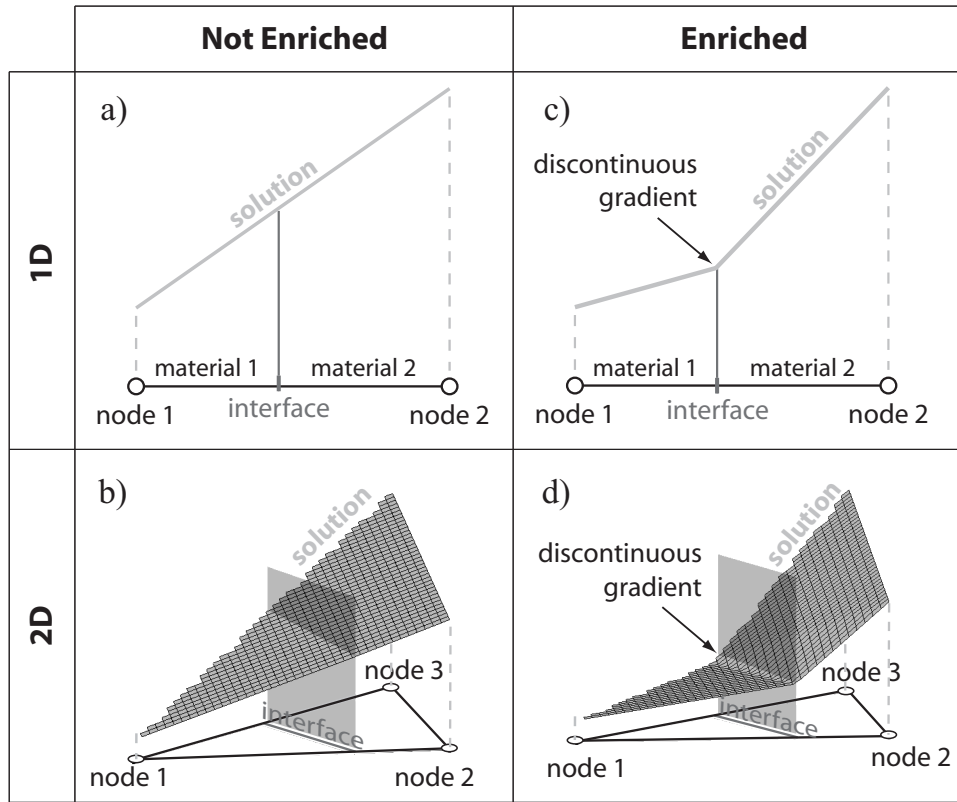 Not Enriched
Enriched
1D
a)
solution
material 1
material 2
node 1
interface
node 2
c)
discontinuous
gradient
solution
material 1
material 2
node 1
interface
node 2
2D
b)
solution
node 3
interface
node 1
node 2
d)
solution
discontinuous
gradient
node 3
interface
node 1
node 2